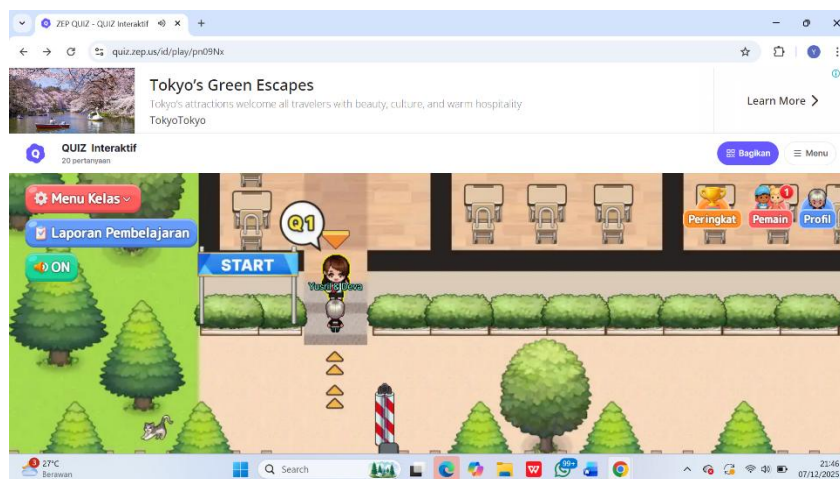 ZEP QUIZ - QUIZ Interaktif
quiz.zep.us/id/play/pn09Nx
Y
Tokyo's Green Escapes
Tokyo's attractions welcome all travelers with beauty, culture, and warm hospitality
TokyoTokyo
Learn More
Q
QUIZ Interaktif
20 pertanyaan
Bagikan
Menu
Menu Kelas
Laporan Pembelajaran
ON
Q1
START
1
Peringkat
Pemain
Profil
27°C
Berawan
Search
99+
21:46
07/12/2025